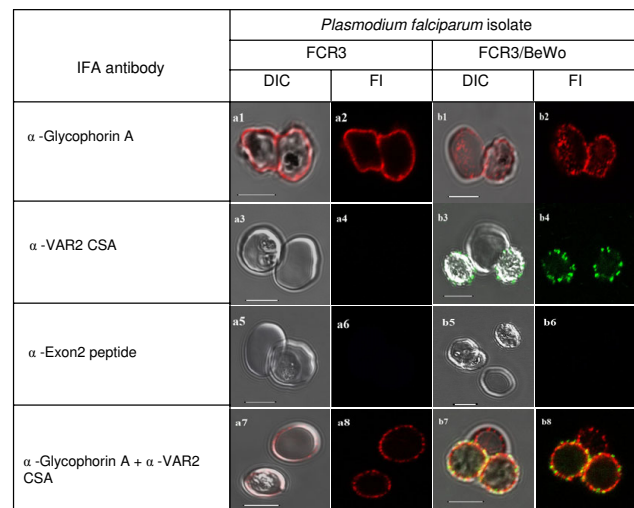 Plasmodium falciparum isolate
IFA antibody
FCR3 FCR3/BeWo
DIC FI DIC FI
α -Glycophorin A
a1 a2 b1 b2
α -VAR2 CSA
a3 a4 b3 b4
α -Exon2 peptide
a5 a6 b5 b6
α -Glycophorin A + α -VAR2
CSA
a7 a8 b7 b8